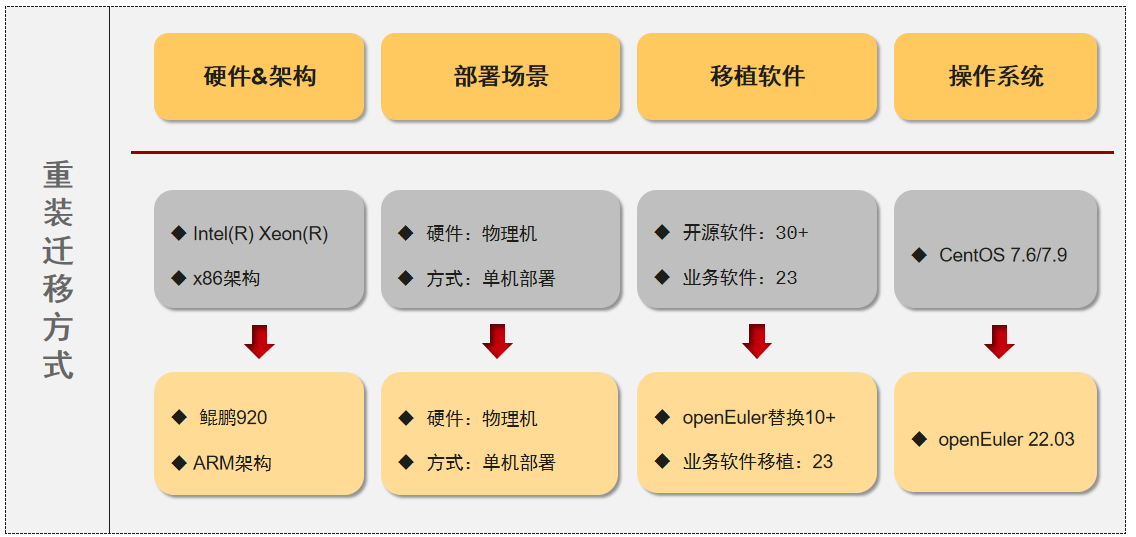 重装迁移方式
硬件&架构
部署场景
移植软件
操作系统
◆ Intel(R) Xeon(R)
◆ x86架构
◆ 硬件：物理机
◆ 方式：单机部署
◆ 开源软件：30+
◆ 业务软件：23
◆ CentOS 7.6/7.9
◆ 鲲鹏920
◆ ARM架构
◆ 硬件：物理机
◆ 方式：单机部署
◆ openEuler替换10+
◆ 业务软件移植：23
◆ openEuler 22.03